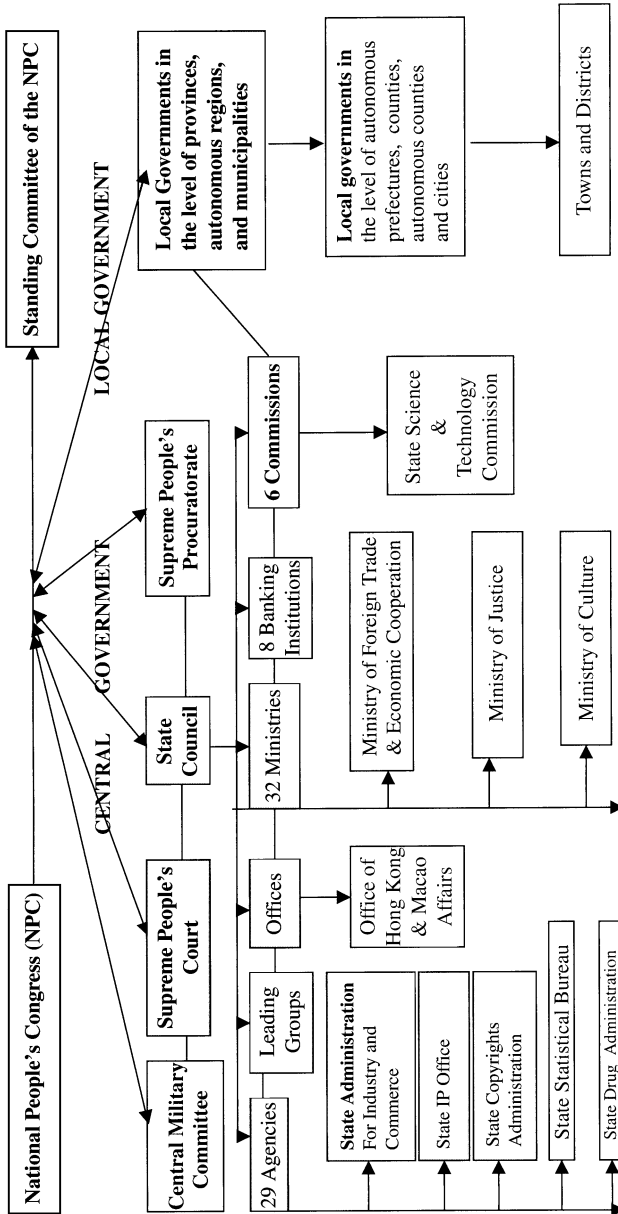 National People's Congress (NPC)
Standing Committee of the NPC
CENTRAL GOVERNMENT LOCAL GOVERNMENT
Central Military
Committee
Supreme People's
Court
State
Council
Supreme People's
Procuratorate
Local Governments in
the level of provinces,
autonomous regions,
and municipalities
29 Agencies
Leading
Groups
Offices
32 Ministries
8 Banking
Institutions
6 Commissions
Local governments in
the level of autonomous
prefectures, counties,
autonomous counties
and cities
State Administration
For Industry and
Commerce
State IP Office
State Copyrights
Administration
State Statistical Bureau
State Drug Administration
Office of
Hong Kong
& Macao
Affairs
Ministry of Foreign Trade
& Economic Cooperation
Ministry of Justice
Ministry of Culture
State Science
&
Technology
Commission
Towns and Districts